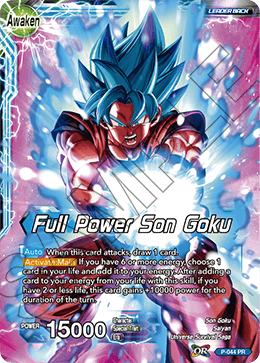 Awaken
LEADER BACK
Full Power Son Goku
Auto When this card attacks, draw 1 card.
Activate Main If you have 6 or more energy, choose 1
card in your life and add it to your energy. After adding
a card to your energy from your life with this skill, if you
have 2 or less life, this card gains +10000 power for the
duration of the turn.
POWER 15000
Character Son Goku
Special Trait Saiyan
Era Universe Survival Saga
P-044 PR